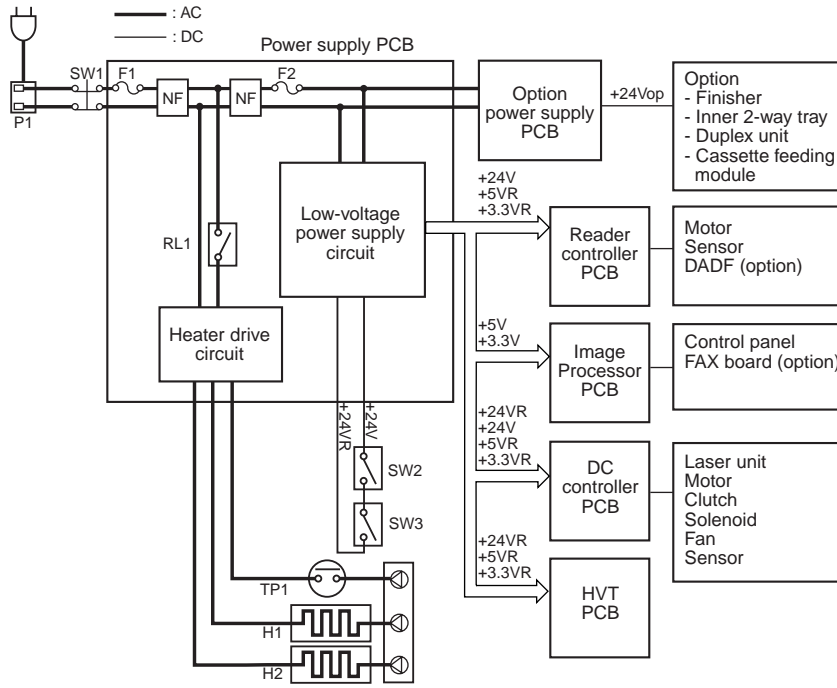 : AC
: DC
Power supply PCB
P1
SW1
F1
NF
NF
F2
Option
power supply
PCB
+24Vop
Option
- Finisher
- Inner 2-way tray
- Duplex unit
- Cassette feeding
module
RL1
Low-voltage
power supply
circuit
+24V
+5VR
+3.3VR
Reader
controller
PCB
Motor
Sensor
DADF (option)
Heater drive
circuit
+5V
+3.3V
Image
Processor
PCB
Control panel
FAX board (option)
+24VR
+24V
SW2
SW3
+24VR
+24V
+5VR
+3.3VR
DC
controller
PCB
Laser unit
Motor
Clutch
Solenoid
Fan
Sensor
+24VR
+5VR
+3.3VR
HVT
PCB
TP1
H1
H2